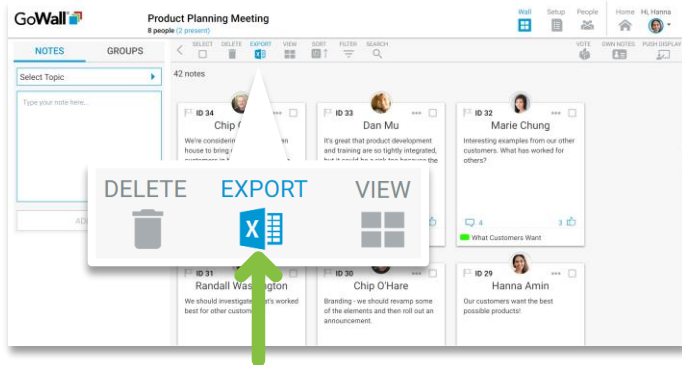 GoWall
Product Planning Meeting
8 people (2 present)
Wall Setup People Home Hi, Hanna
NOTES GROUPS
SELECT DELETE EXPORT VIEW SORT FILTER SEARCH VOTE OWN NOTES PUSH DISPLAY
Select Topic
42 notes
Type your note here...
ID 34
Chip
We're considering
house to bring
ID 33
Dan Mu
It's great that product development
and training are so tightly integrated,
ID 32
Marie Chung
Interesting examples from our other
customers. What has worked for
others?
4 3
What Customers Want
DELETE EXPORT VIEW
X
ID 31
Randall
We should investigate
best for other
ID 30
Chip O'Hare
Branding - we should revamp some
of the elements and then roll out an
announcement.
ID 29
Hanna Amin
Our customers want the best
possible products!